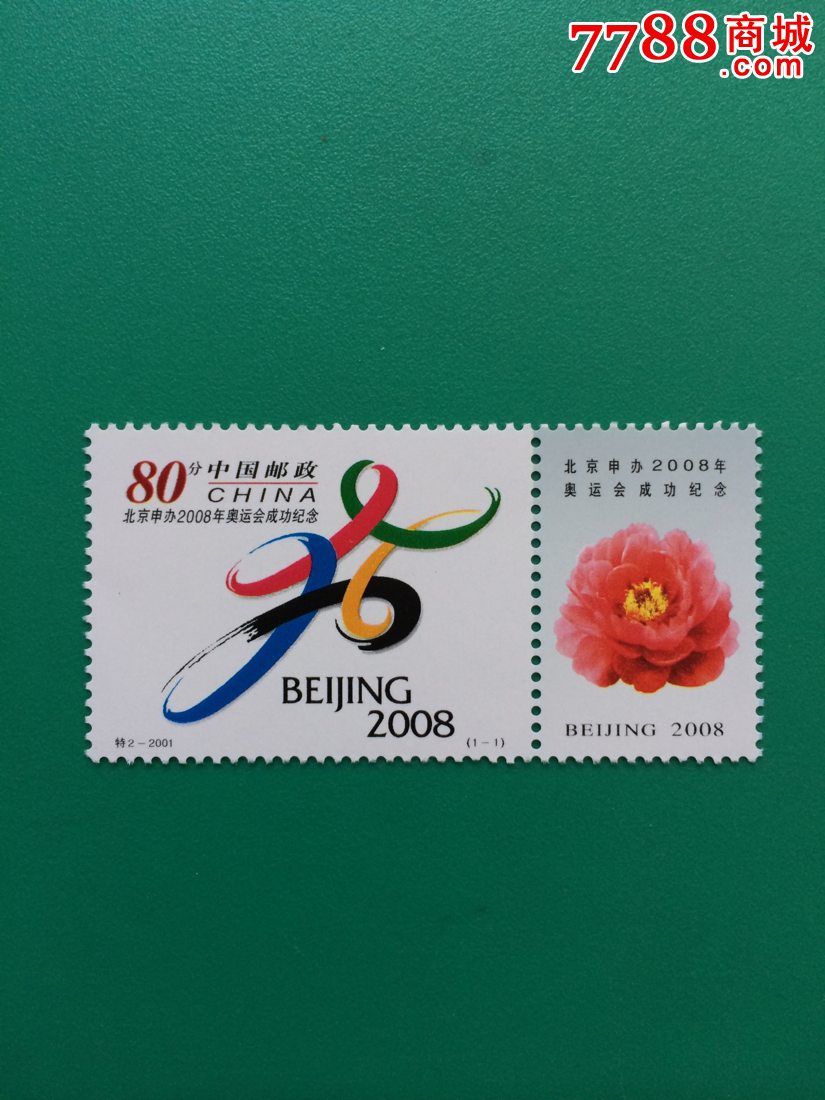 7788商城
.com
80分 中国邮政
CHINA
北京申办2008年奥运会成功纪念
BEIJING
2008
特2-2001
(1-1)
北京申办2008年
奥运会成功纪念
BEIJING 2008